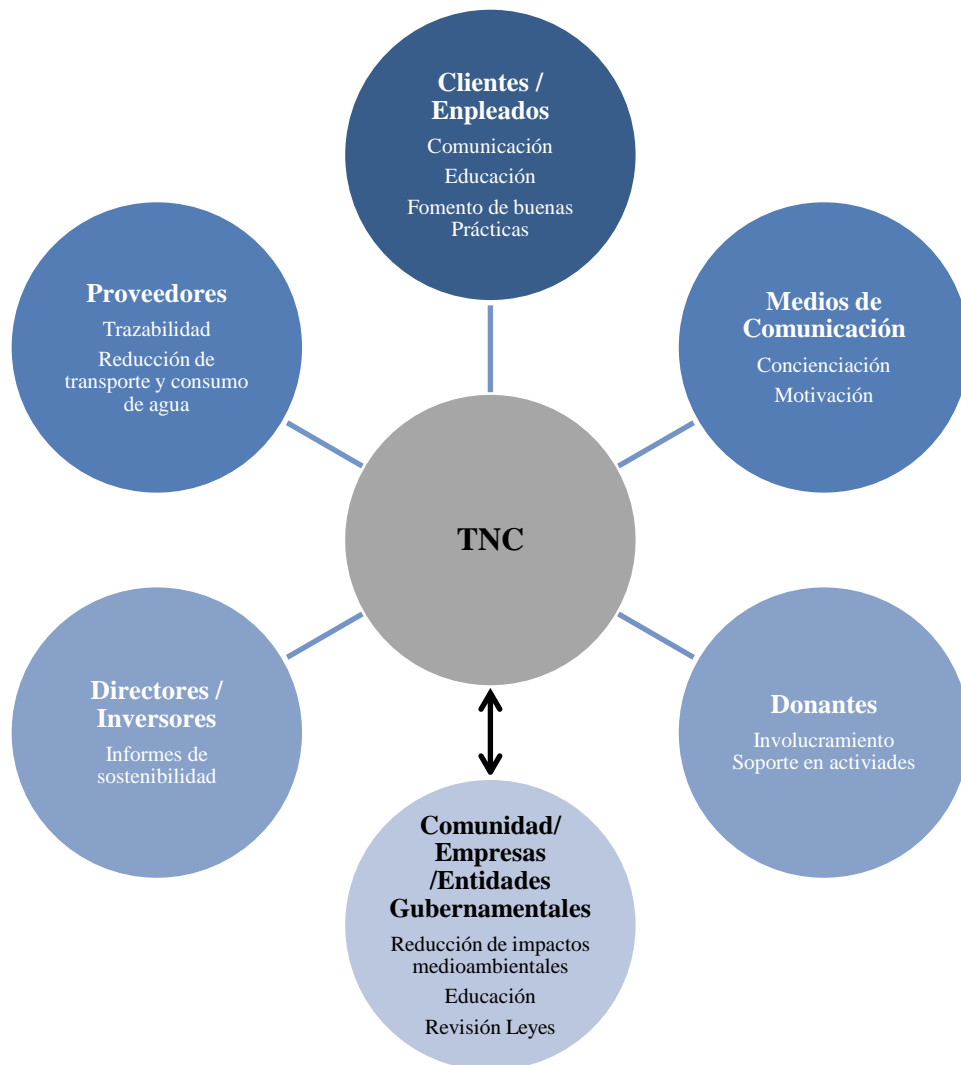 Clientes /
Enpleados
Comunicación
Educación
Fomento de buenas
Prácticas
Proveedores
Trazabilidad
Reducción de
transporte y consumo
de agua
Medios de
Comunicación
Concienciación
Motivación
TNC
Directores /
Inversores
Informes de
sostenibilidad
Donantes
Involucramiento
Soporte en activiades
Comunidad/
Empresas
/Entidades
Gubernamentales
Reducción de impactos
medioambientales
Educación
Revisión Leyes